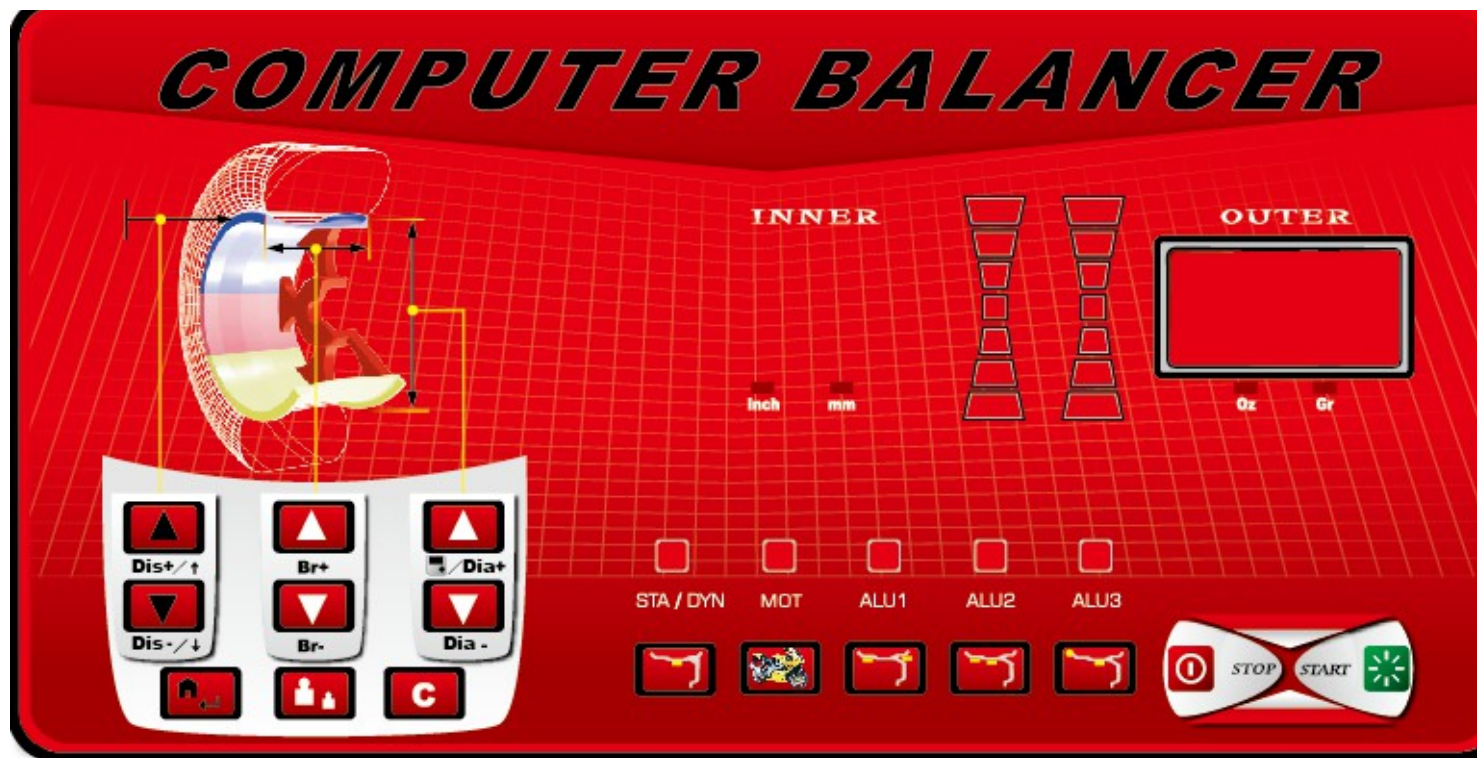 COMPUTER BALANCER
INNER
OUTER
Inch
mm
Oz
Gr
Dis+/↑
Br+
/Dia+
Dis-/↓
Br-
Dia -
C
STA / DYN
MOT
ALU1
ALU2
ALU3
STOP
START